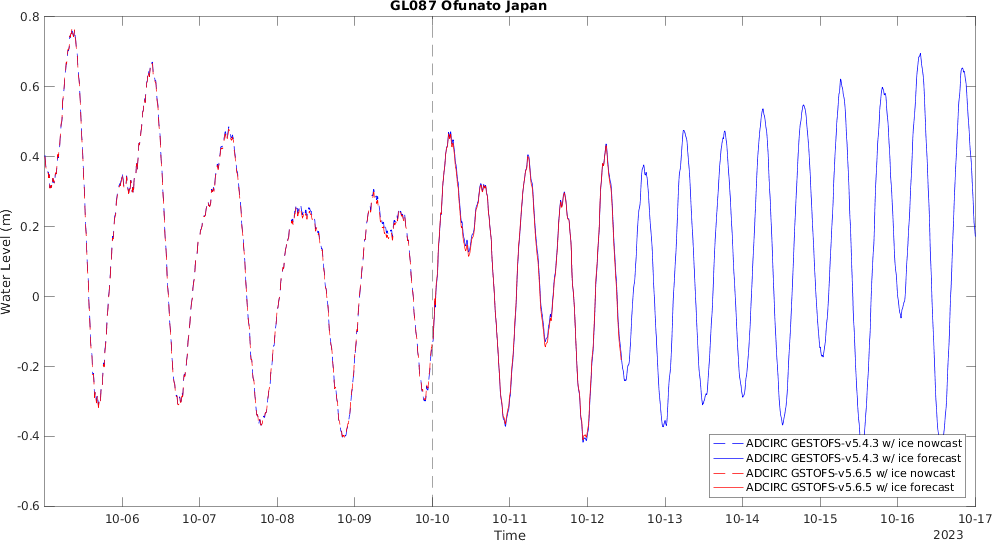 GL087 Ofunato Japan
0.8
0.6
0.4
0.2
0
-0.2
-0.4
-0.6
Water Level (m)
10-06 10-07 10-08 10-09 10-10 10-11 10-12 10-13 10-14 10-15 10-16 10-17
Time
2023
ADCIRC GESTOFS-v5.4.3 w/ ice nowcast
ADCIRC GESTOFS-v5.4.3 w/ ice forecast
ADCIRC GSTOFS-v5.6.5 w/ ice nowcast
ADCIRC GSTOFS-v5.6.5 w/ ice forecast